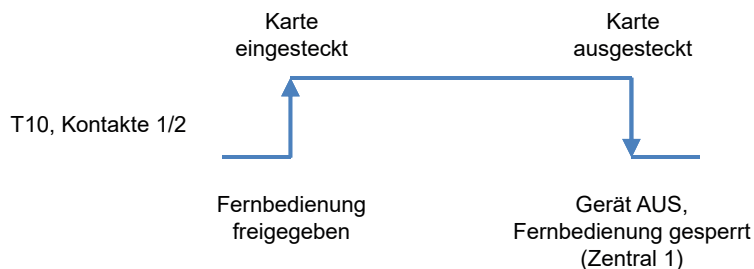 Karte
eingesteckt
Karte
ausgesteckt
T10, Kontakte 1/2
Fernbedienung
freigegeben
Gerät AUS,
Fernbedienung gesperrt
(Zentral 1)